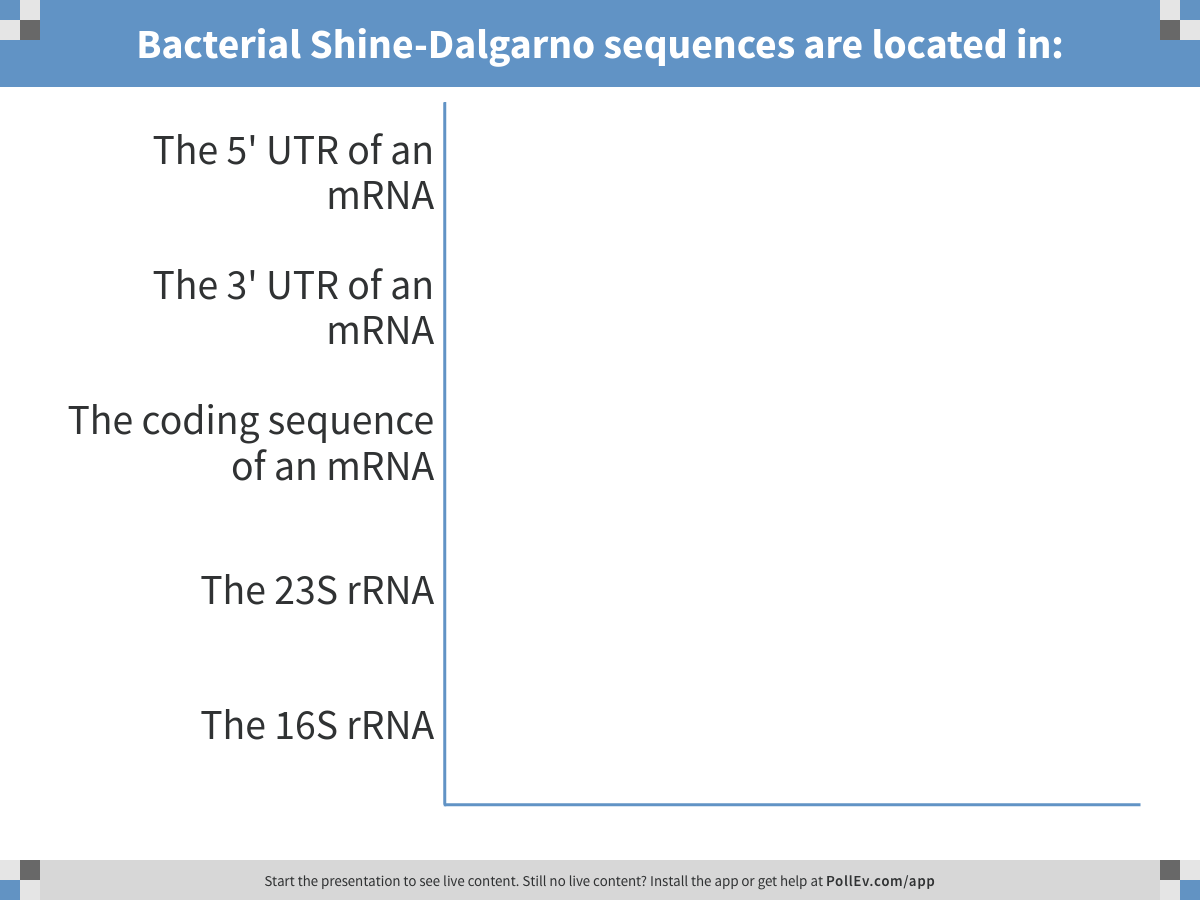 Bacterial Shine-Dalgarno sequences are located in:
The 5' UTR of an
mRNA
The 3' UTR of an
mRNA
The coding sequence
of an mRNA
The 23S rRNA
The 16S rRNA
Start the presentation to see live content. Still no live content? Install the app or get help at PollEv.com/app